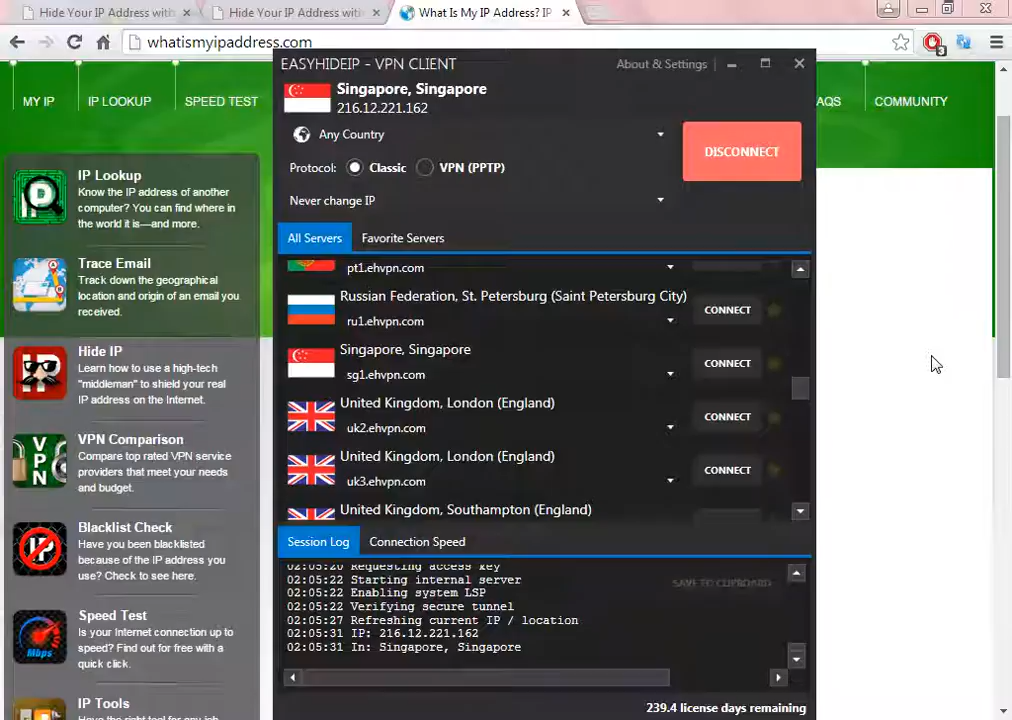 Hide Your IP Address with
Hide Your IP Address with
What Is My IP Address? IP
whatismyipaddress.com
3
MY IP
IP LOOKUP
SPEED TEST
AQS
COMMUNITY
IP Lookup
Know the IP address of another
computer? You can find where in
the world it is—and more.
Trace Email
Track down the geographical
location and origin of an email you
received.
Hide IP
Learn how to use a high-tech
"middleman" to shield your real
IP address on the Internet.
VPN Comparison
Compare top rated VPN service
providers that meet your needs
and budget.
Blacklist Check
Have you been blacklisted
because of the IP address you
use? Check to see here.
Speed Test
Is your Internet connection up to
speed? Find out for free with a
quick click.
IP Tools
EASYHIDEIP - VPN CLIENT
About & Settings
Singapore, Singapore
216.12.221.162
Any Country
DISCONNECT
Protocol:
Classic
VPN (PPTP)
Never change IP
All Servers
Favorite Servers
pt1.ehvpn.com
Russian Federation, St. Petersburg (Saint Petersburg City)
ru1.ehvpn.com
CONNECT
Singapore, Singapore
sg1.ehvpn.com
CONNECT
United Kingdom, London (England)
uk2.ehvpn.com
CONNECT
United Kingdom, London (England)
uk3.ehvpn.com
CONNECT
United Kingdom, Southampton (England)
Session Log
Connection Speed
02:05:20 Requesting access key
02:05:22 Starting internal server
02:05:22 Enabling system LSP
02:05:22 Verifying secure tunnel
02:05:27 Refreshing current IP / location
02:05:31 IP: 216.12.221.162
02:05:31 In: Singapore, Singapore
SAVE TO CLIPBOARD
239.4 license days remaining